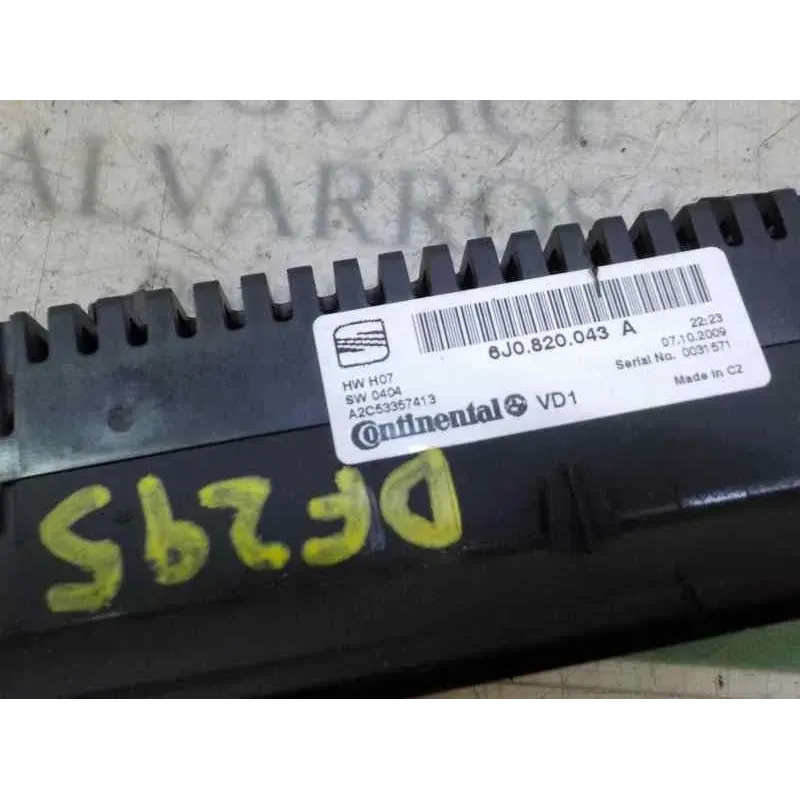 ALVARROSA
6J0.820.043 A
22:23
07.10.2009
Serial No. 0031571
Made in CZ
HW H07
SW 0404
A2C53357413
Continental VD1
DF295